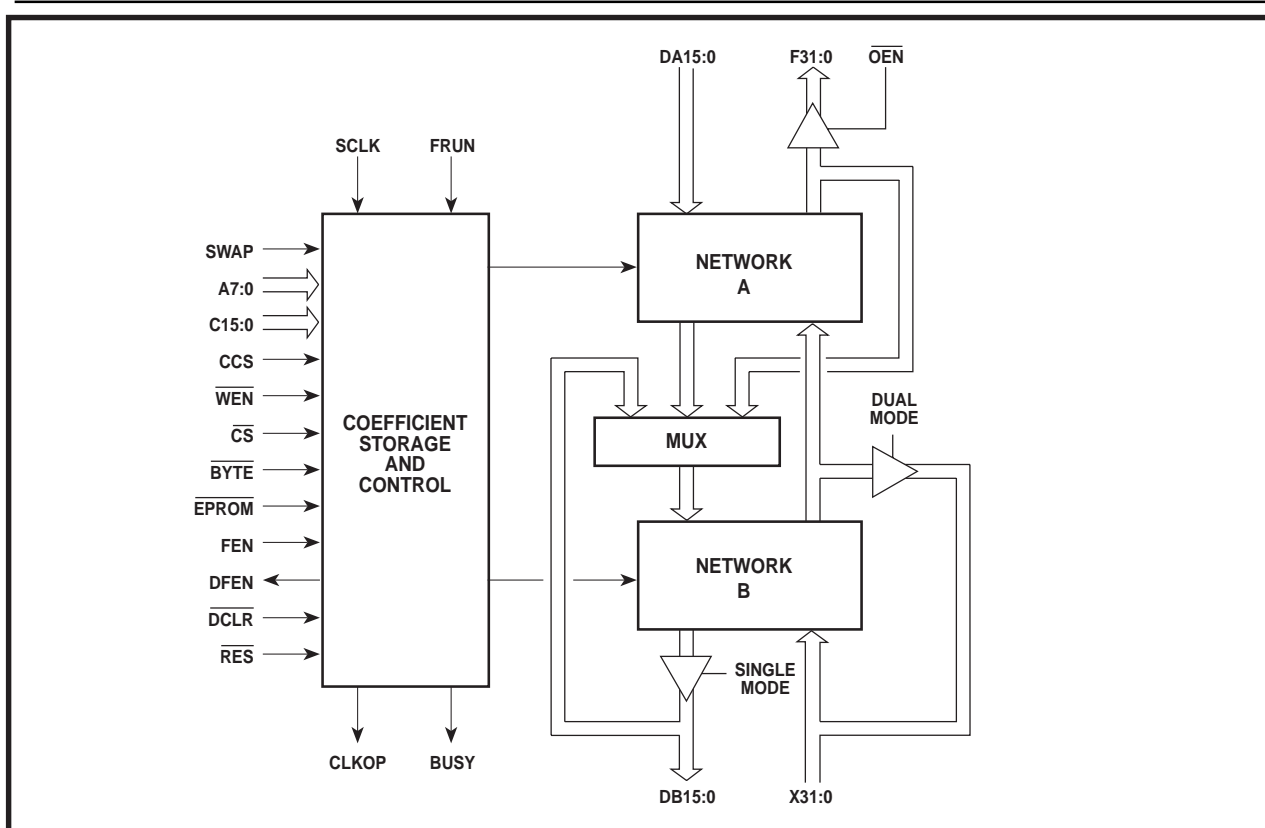 DA15:0
F31:0
OEN
SCLK
FRUN
SWAP
A7:0
C15:0
CCS
WEN
CS
BYTE
EPROM
FEN
DFEN
DCLR
RES
COEFFICIENT
STORAGE
AND
CONTROL
NETWORK
A
MUX
DUAL
MODE
NETWORK
B
SINGLE
MODE
CLKOP
BUSY
DB15:0
X31:0